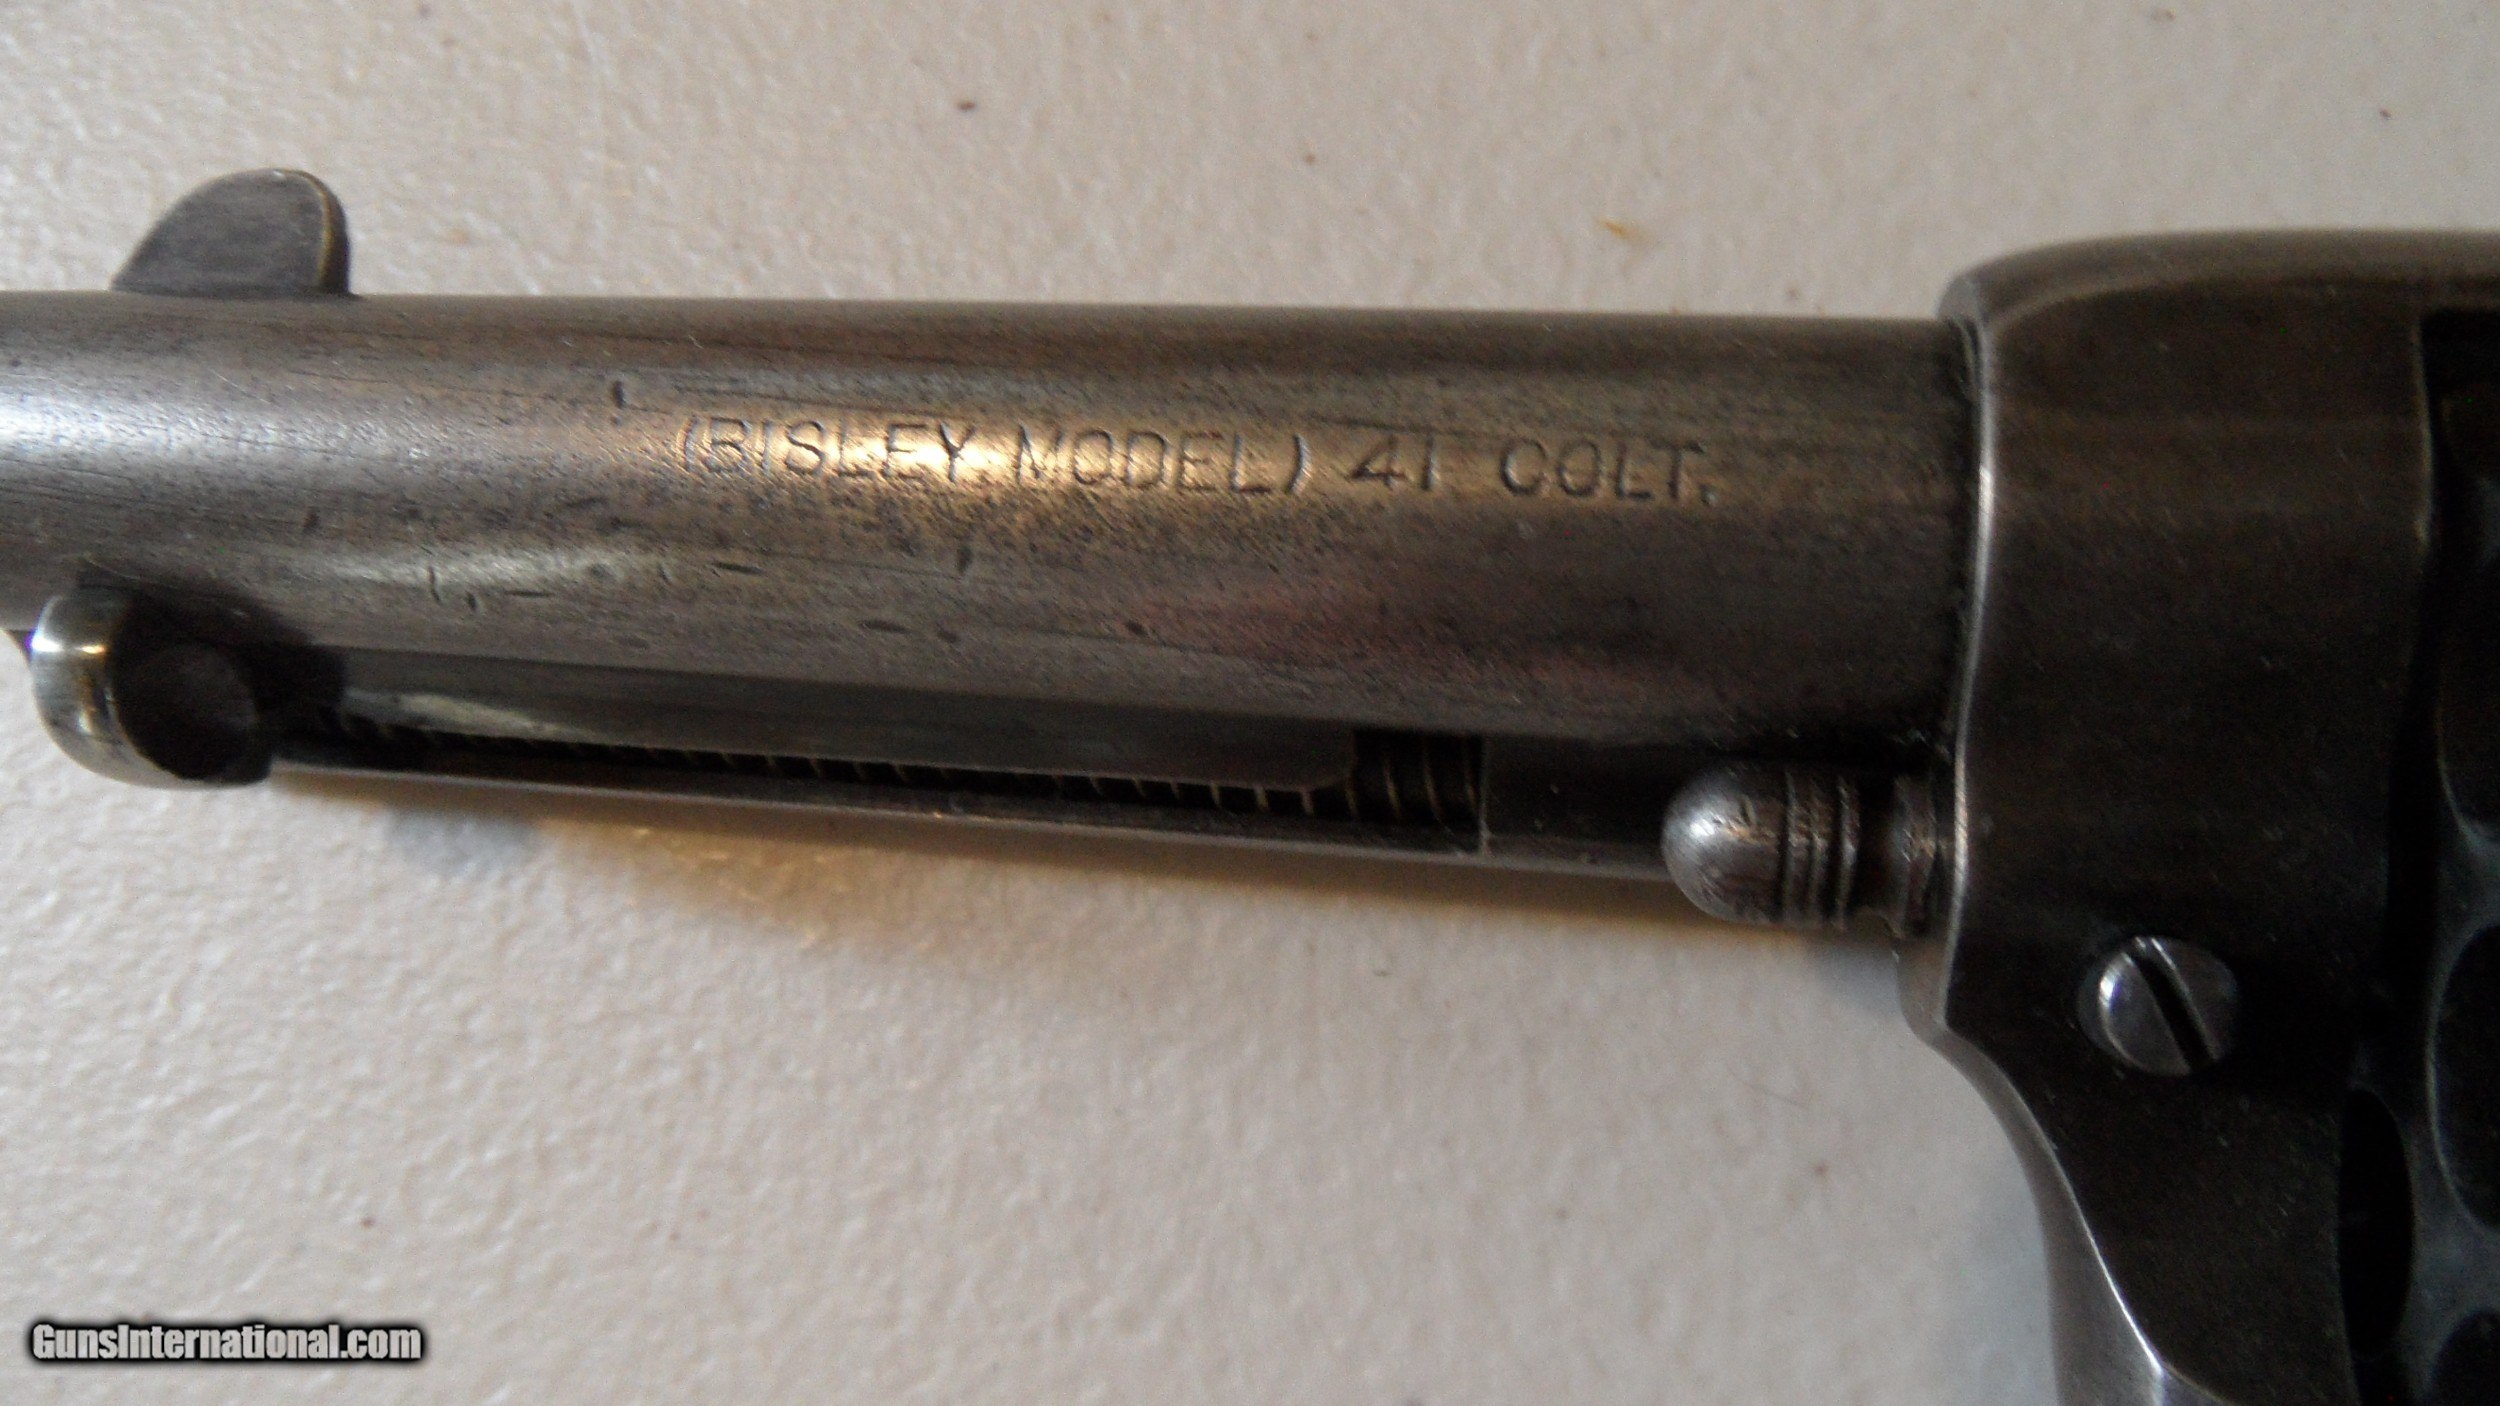 (BISLEY MODEL) 41 COLT.
GunsInternational.com